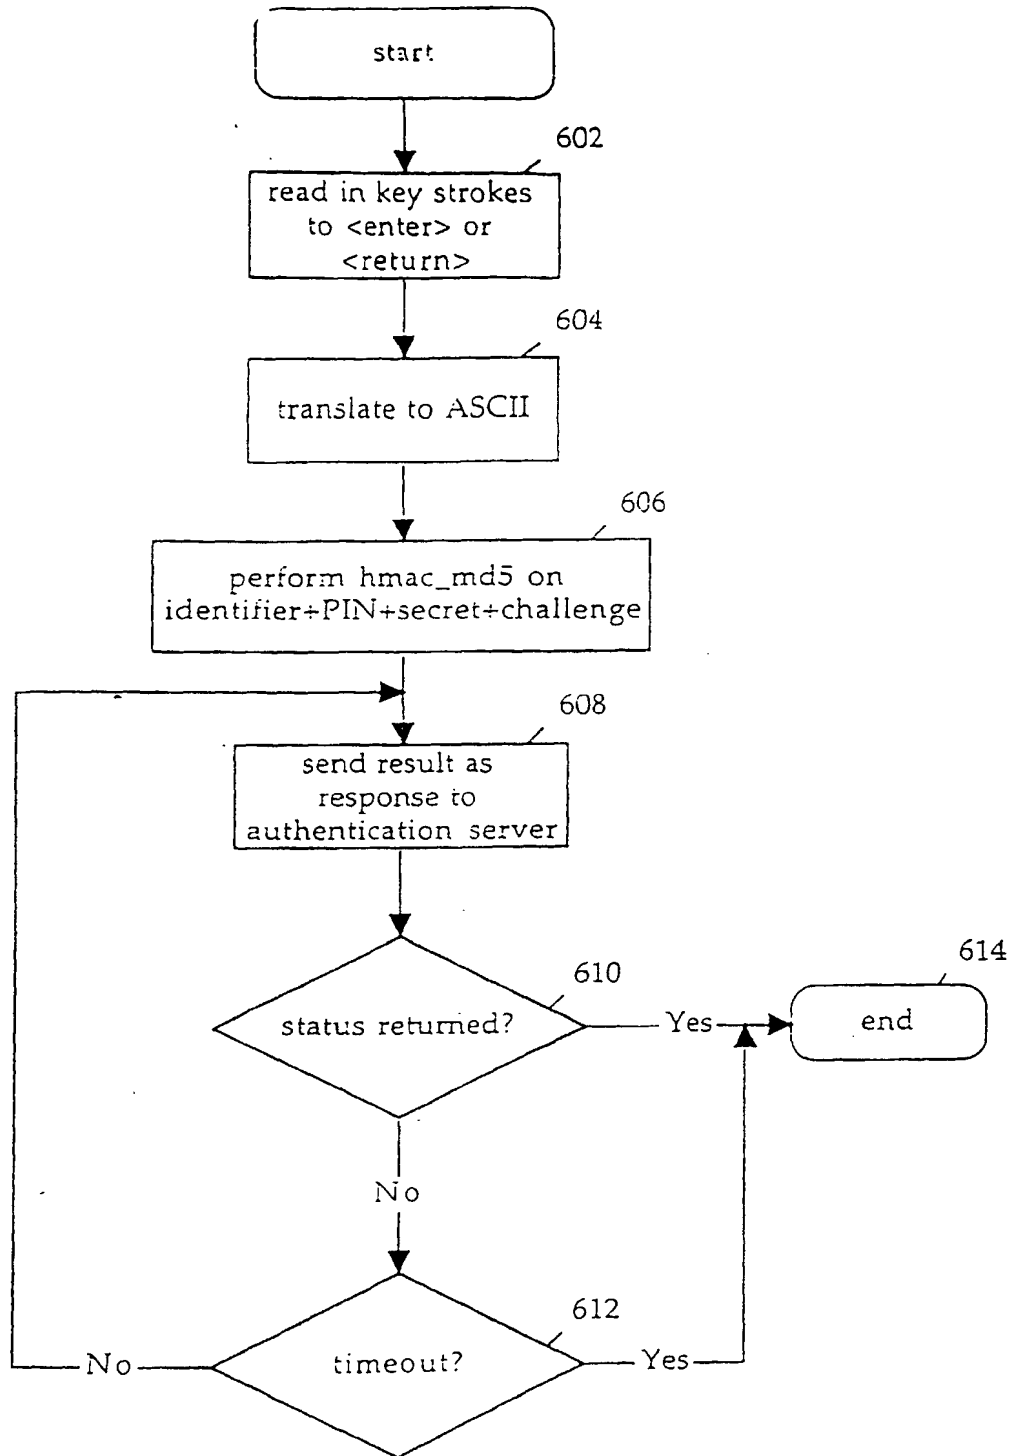 start
602
read in key strokes
to <enter> or
<return>
604
translate to ASCII
606
perform hmac_md5 on
identifier+PIN+secret+challenge
608
send result as
response to
authentication server
610
614
status returned?
Yes
end
No
612
No
timeout?
Yes